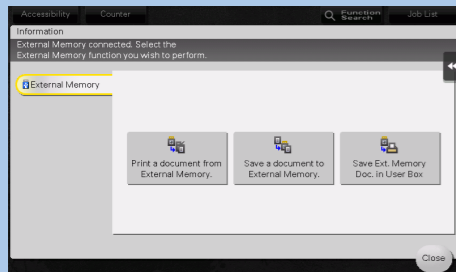 Accessibility
Counter
Function
Search
Job List
Information
External Memory connected. Select the
External Memory function you wish to perform.
External Memory
Print a document from
External Memory.
Save a document to
External Memory.
Save Ext. Memory
Doc. in User Box
Close